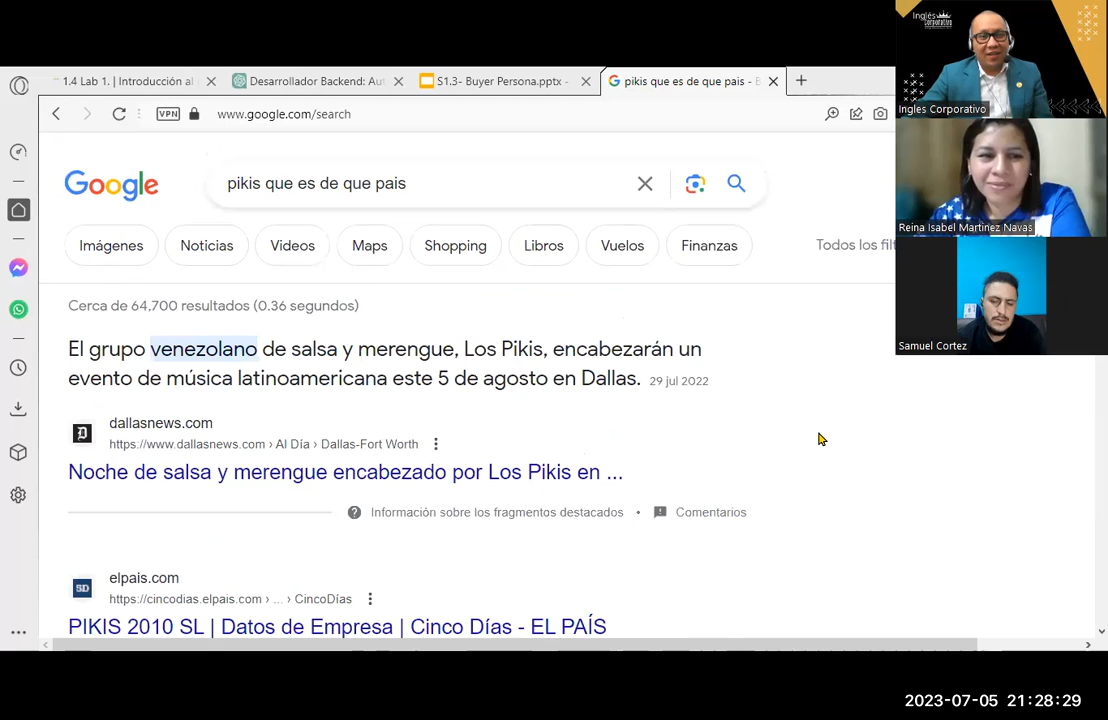 1.4 Lab 1. | Introducción al
Desarrollador Backend: Aut
S1.3- Buyer Persona.pptx -
pikis que es de que pais - B
VPN
www.google.com/search
Google
pikis que es de que pais
Imágenes
Noticias
Videos
Maps
Shopping
Libros
Vuelos
Finanzas
Todos los filt
Cerca de 64,700 resultados (0.36 segundos)
El grupo venezolano de salsa y merengue, Los Pikis, encabezarán un
evento de música latinoamericana este 5 de agosto en Dallas. 29 jul 2022
dallasnews.com
https://www.dallasnews.com › Al Día › Dallas-Fort Worth
Noche de salsa y merengue encabezado por Los Pikis en ...
Información sobre los fragmentos destacados • Comentarios
elpais.com
https://cincodias.elpais.com › ... › CincoDías
PIKIS 2010 SL | Datos de Empresa | Cinco Días - EL PAÍS
Inglés
Corporativo
Ingles Corporativo
Reina Isabel Martinez Navas
Samuel Cortez
2023-07-05 21:28:29